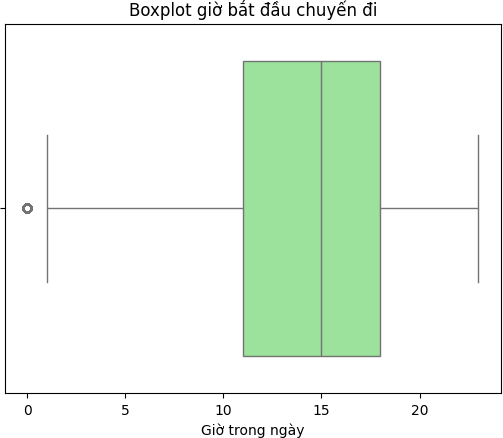 Boxplot giờ bắt đầu chuyến đi
0 5 10 15 20
Giờ trong ngày